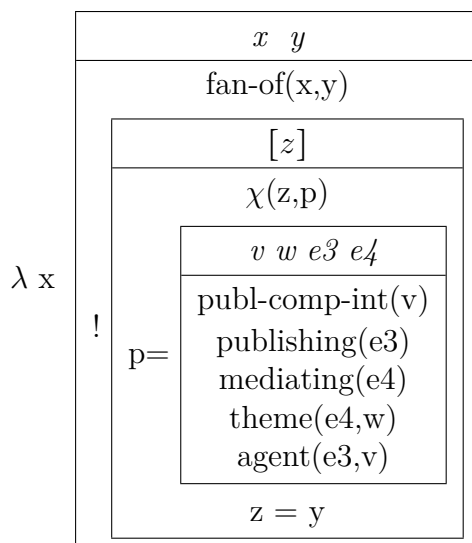 x y
fan-of(x,y)
[z]
χ(z,p)
v w e3 e4
λ x
!
p=
publ-comp-int(v)
publishing(e3)
mediating(e4)
theme(e4,w)
agent(e3,v)
z = y